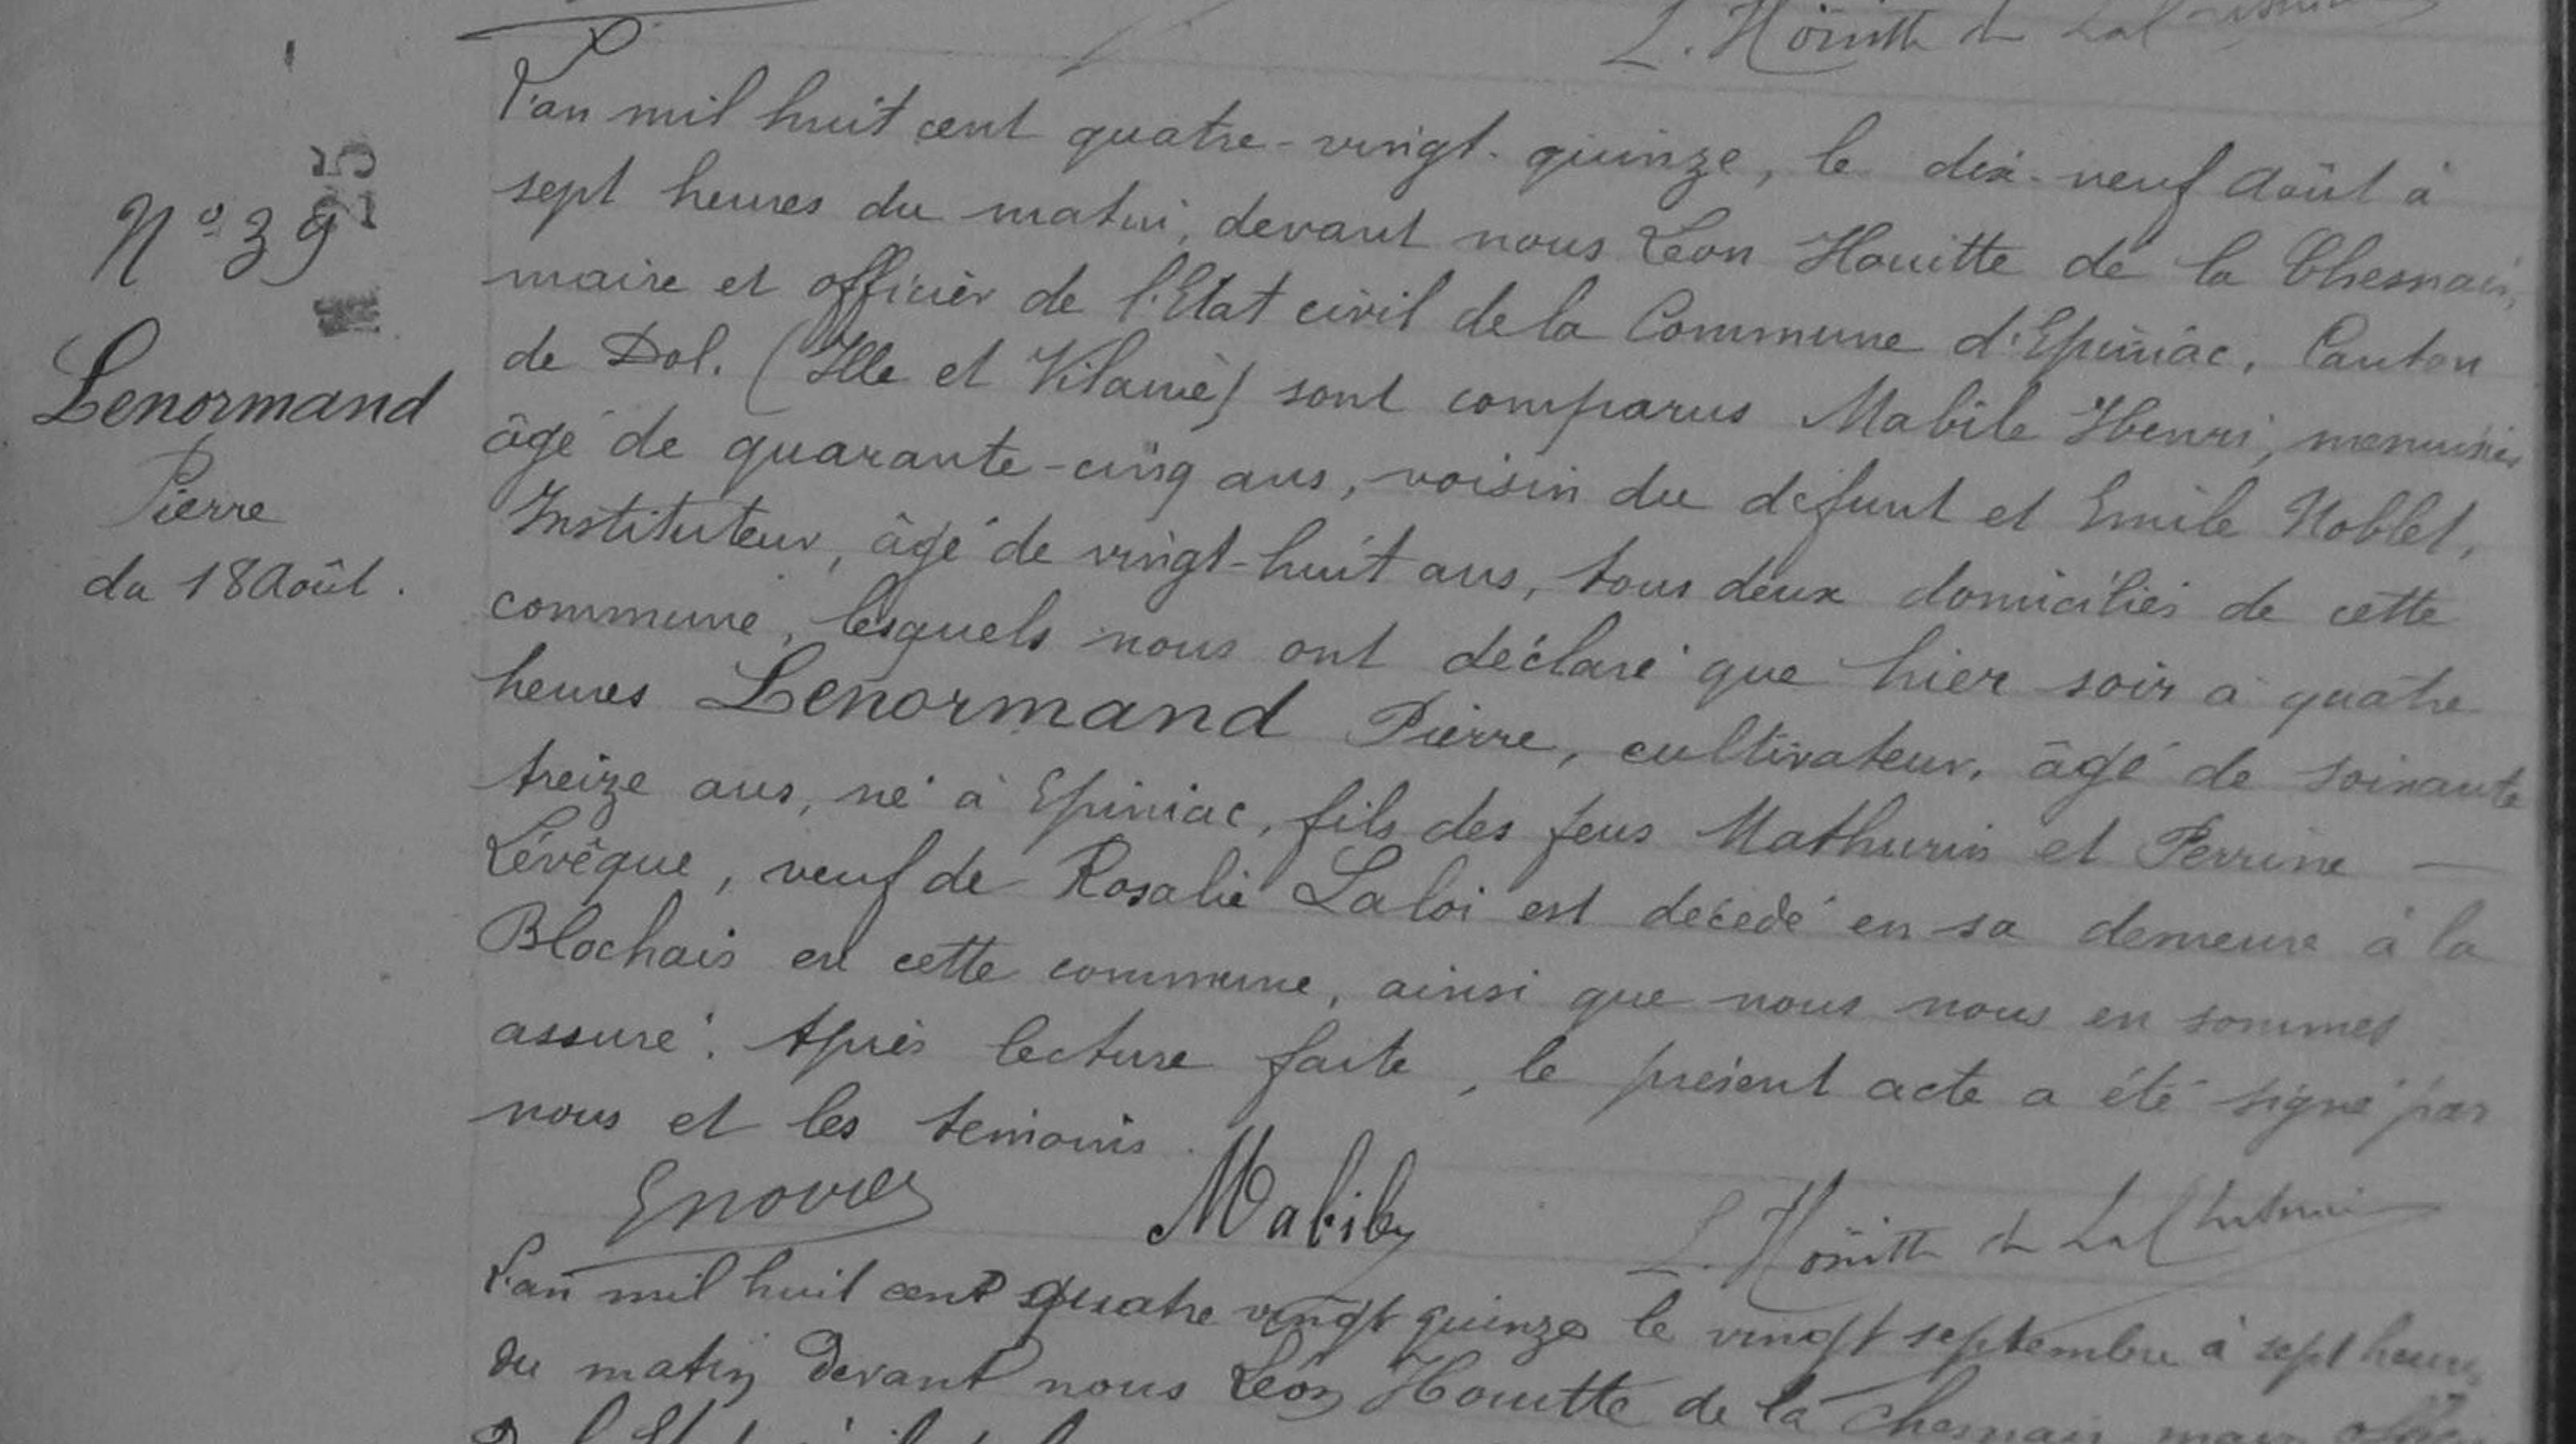 L. Hoüitte de La
L'an mil huit cent quatre-vingt-quinze, le dix-neuf Août à
sept heures du matin, devant nous Léon Houitte de la Chesnais,
maire et officier de l'Etat civil de la Commune d'Epiniac, Canton
de Dol. (Ille et Vilaine) sont comparus Mabile Henri, menuisier
âgé de quarante-cinq ans, voisin du défunt et Emile Noblet,
Instituteur, âgé de vingt-huit ans, tous deux domiciliés de cette
commune, lesquels nous ont déclaré que hier soir à quatre
heures Lenormand Pierre, cultivateur, âgé de soixante
treize ans, né à Epiniac, fils des feus Mathurin et Perrine —
Lévêque, veuf de Rosalie Laloi est décédé en sa demeure à la
Blochais en cette commune, ainsi que nous nous en sommes
assuré. Après lecture faite, le présent acte a été signé par
nous et les témoins.
N° 39
25
Lenormand
Pierre
du 18 Août.
Mabile
L. Hoüitte de La Chesnais
L'an mil huit cent quatre vingt quinze le vingt septembre à sept heures
du matin devant nous Léon Houitte de la Chesnais maire